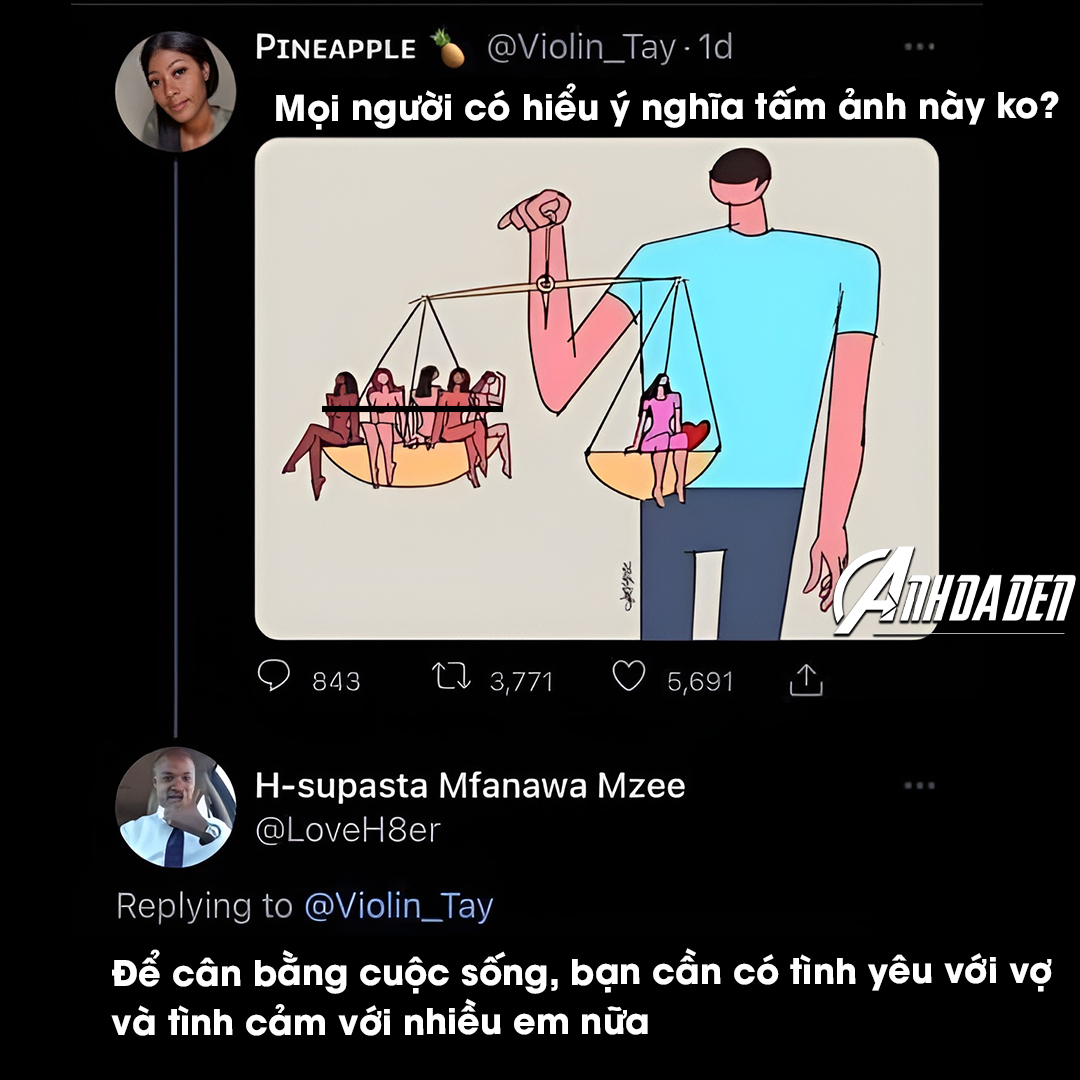 PINEAPPLE 🍍 @Violin_Tay · 1d
Mọi người có hiểu ý nghĩa tấm ảnh này ko?
ANHDADEN
843 3,771 5,691
H-supasta Mfanawa Mzee
@LoveH8er
Replying to @Violin_Tay
Để cân bằng cuộc sống, bạn cần có tình yêu với vợ
và tình cảm với nhiều em nữa